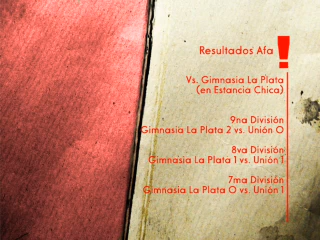 Resultados Afa !
Vs. Gimnasia La Plata
(en Estancia Chica)
9na División
Gimnasia La Plata 2 vs. Unión 0
8va División
Gimnasia La Plata 1 vs. Unión 1
7ma División
Gimnasia La Plata 0 vs. Unión 1